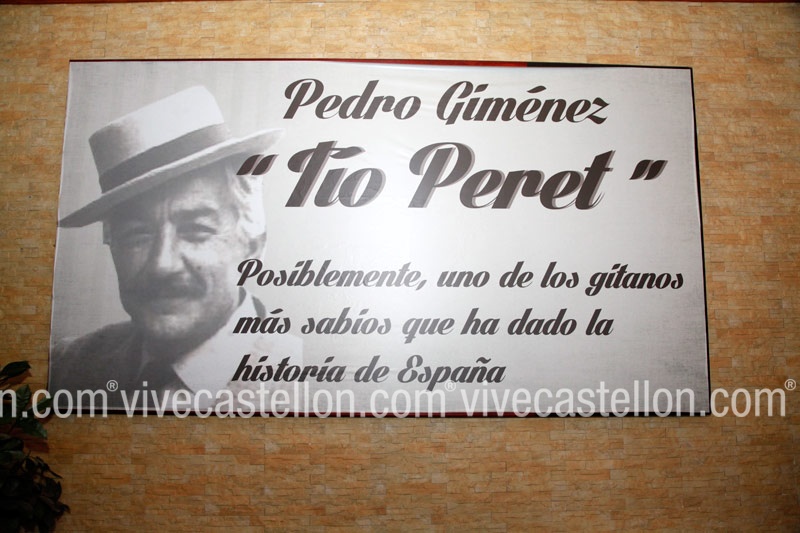 Pedro Giménez
" Tío Peret "
Posiblemente, uno de los gitanos
más sabios que ha dado la
historia de España
n.com® vivecastellon.com® vivecastellon.com®